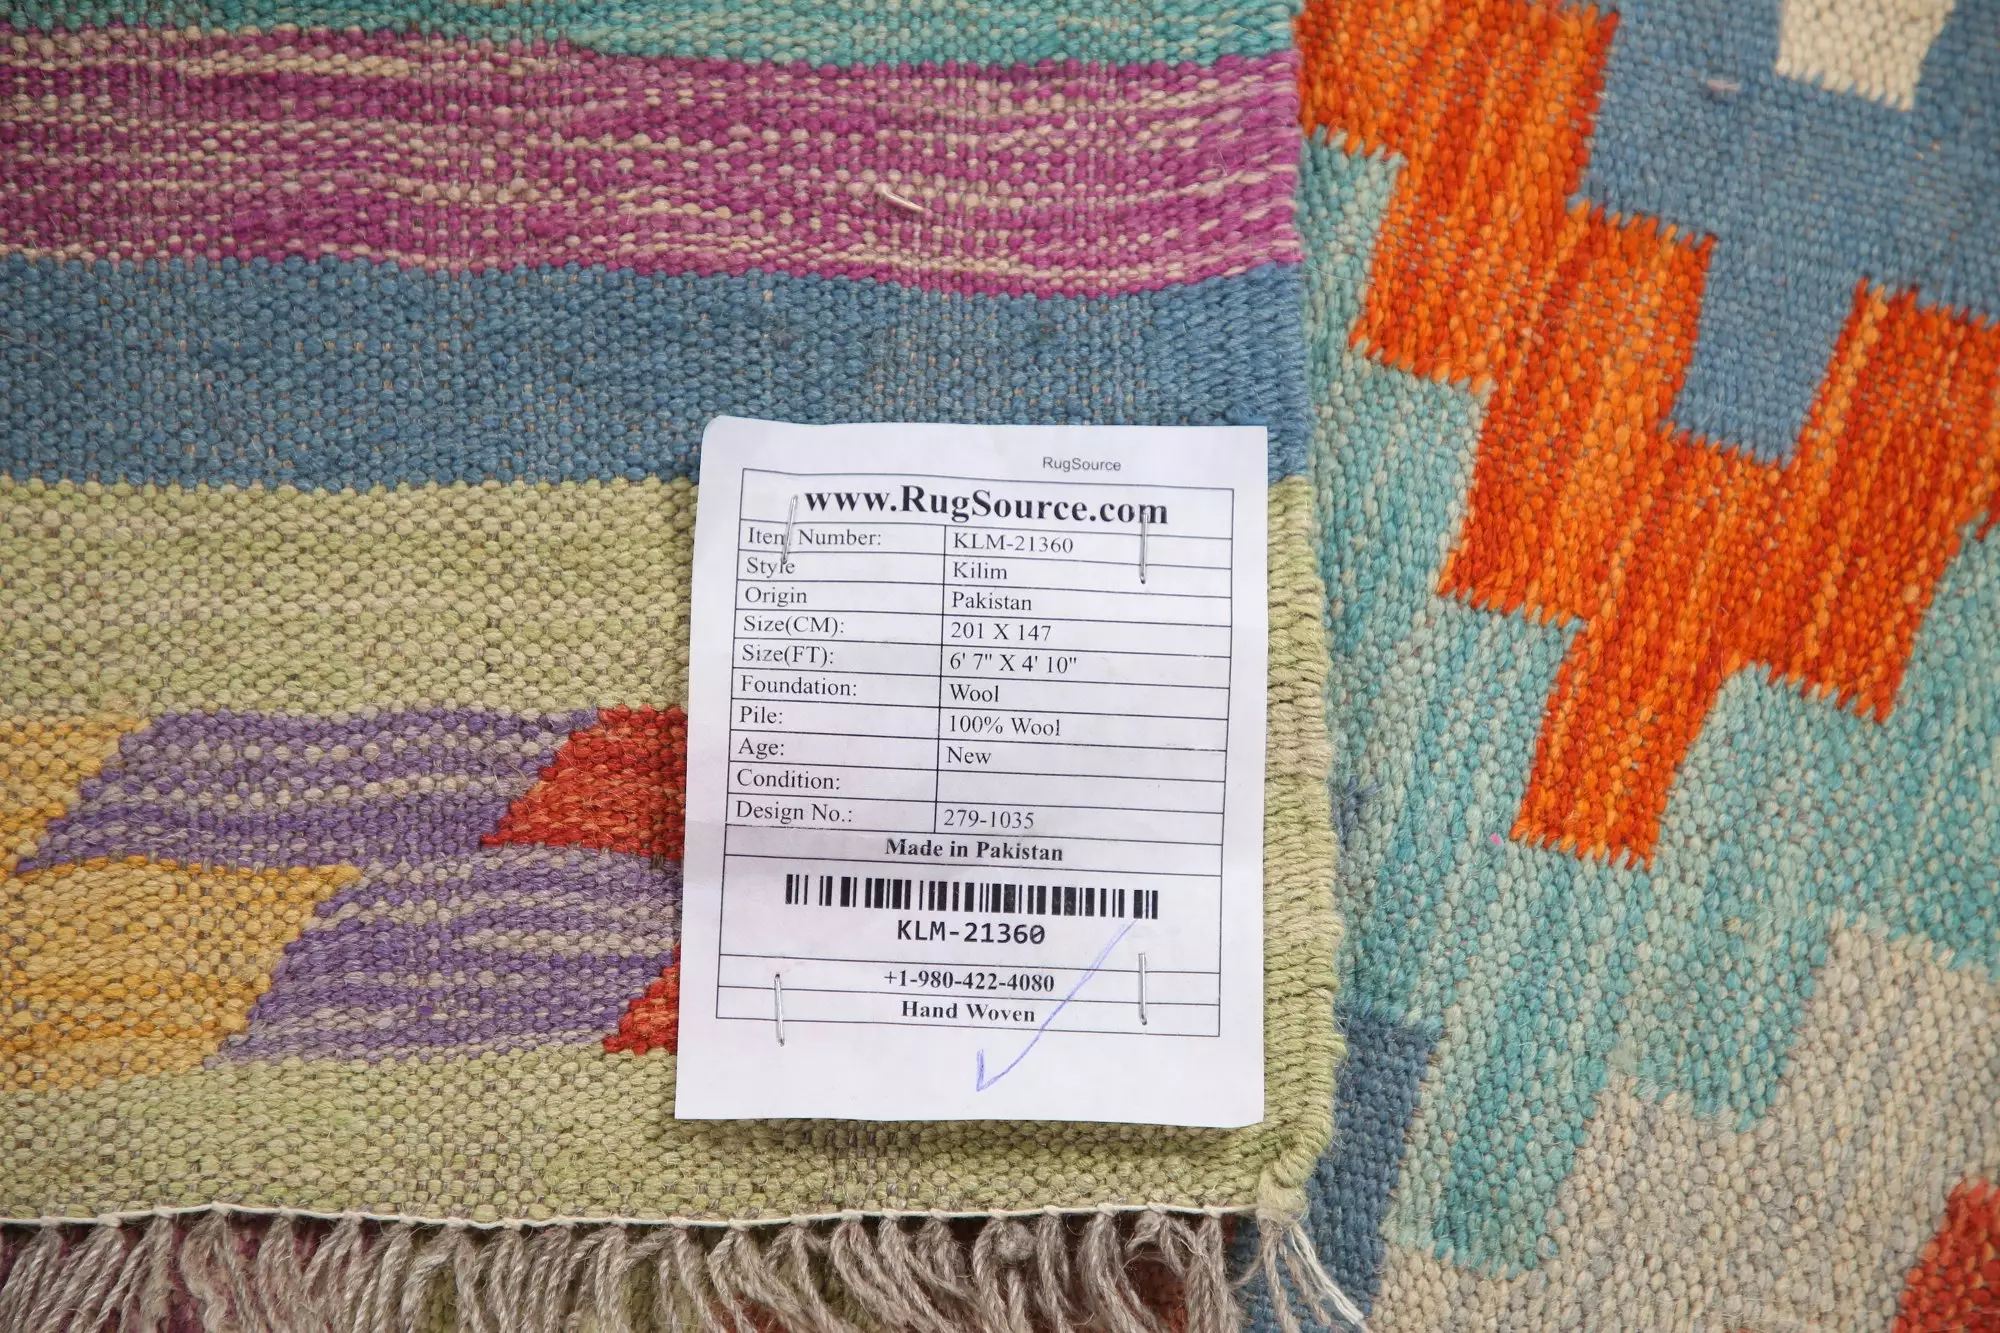 RugSource
www.RugSource.com
Item Number: KLM-21360
Style Kilim
Origin Pakistan
Size(CM): 201 X 147
Size(FT): 6' 7" X 4' 10"
Foundation: Wool
Pile: 100% Wool
Age: New
Condition:
Design No.: 279-1035
Made in Pakistan
KLM-21360
+1-980-422-4080
Hand Woven